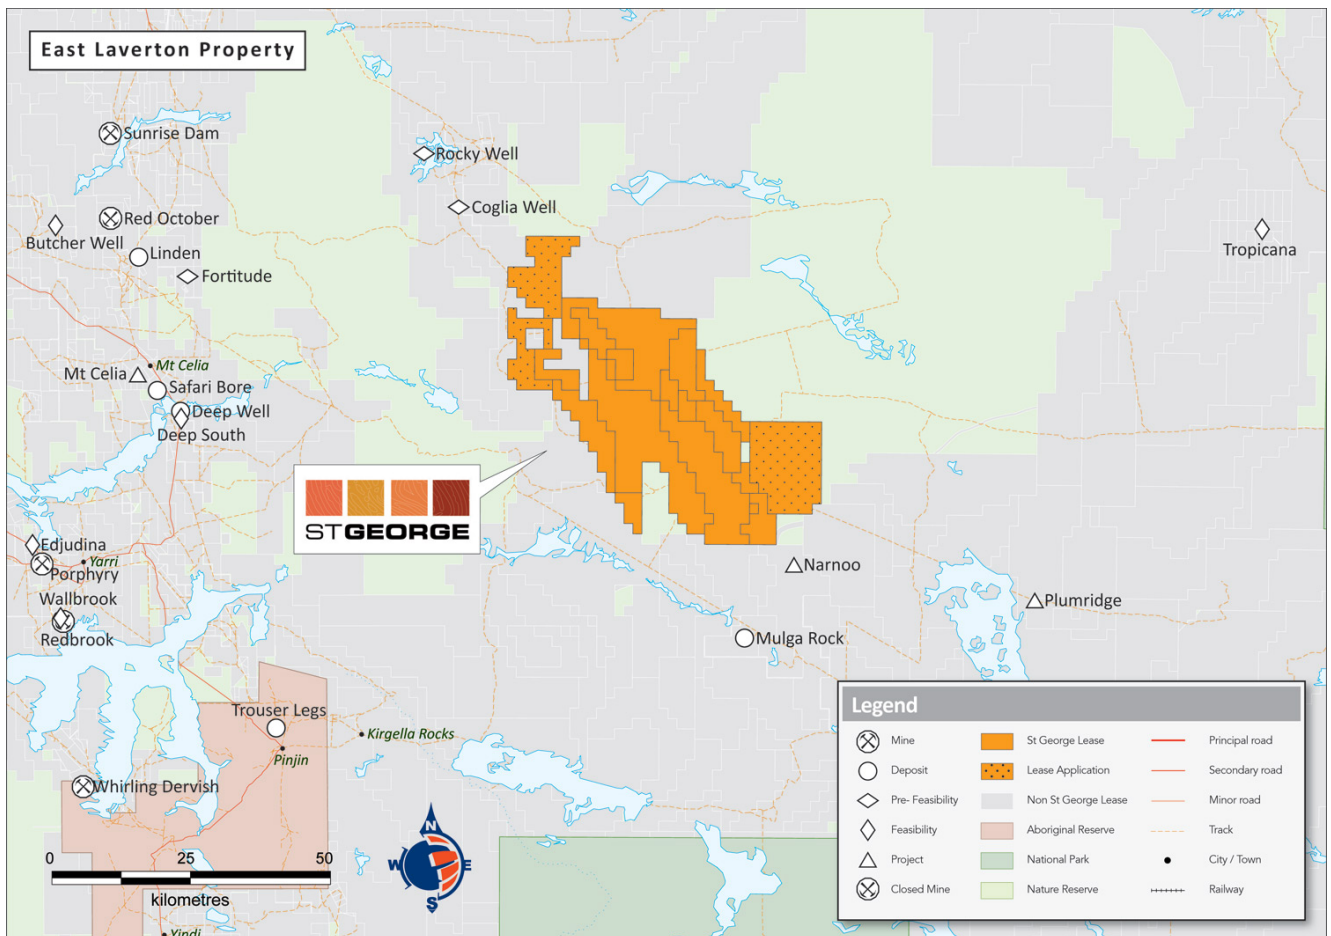 East Laverton Property
Sunrise Dam
Rocky Well
Coglia Well
Red October
Butcher Well
Linden
Fortitude
Tropicana
Mt Celia
Mt Celia
Safari Bore
Deep Well
Deep South
STGEORGE
Edjudina
Yarri
Porphyry
Narnoo
Wallbrook
Plumridge
Redbrook
Mulga Rock
Trouser Legs
Kirgella Rocks
Pinjin
Whirling Dervish
N
W E
S
0 25 50
kilometres
Yindi
Legend
Mine
St George Lease
Principal road
Deposit
Lease Application
Secondary road
Pre- Feasibility
Non St George Lease
Minor road
Feasibility
Aboriginal Reserve
Track
Project
National Park
City / Town
Closed Mine
Nature Reserve
Railway